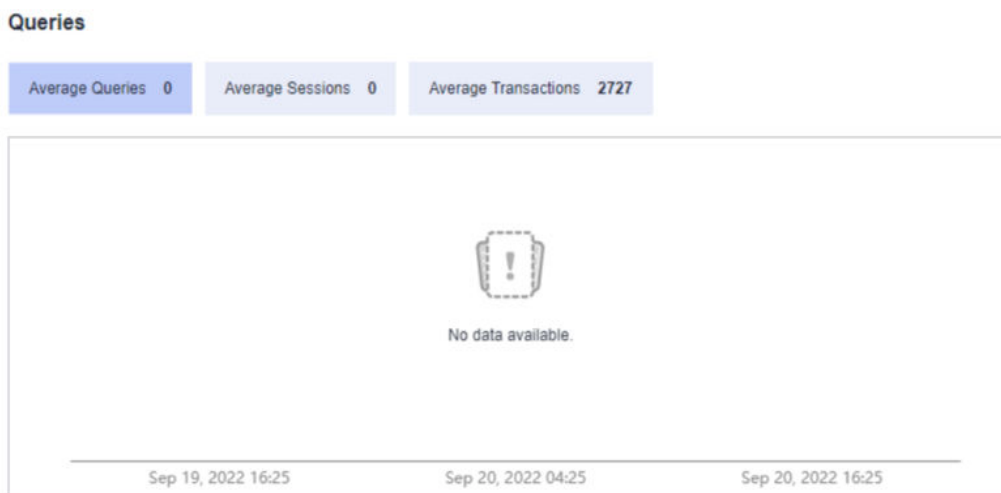 Queries
Average Queries 0 Average Sessions 0 Average Transactions 2727
No data available.
Sep 19, 2022 16:25 Sep 20, 2022 04:25 Sep 20, 2022 16:25